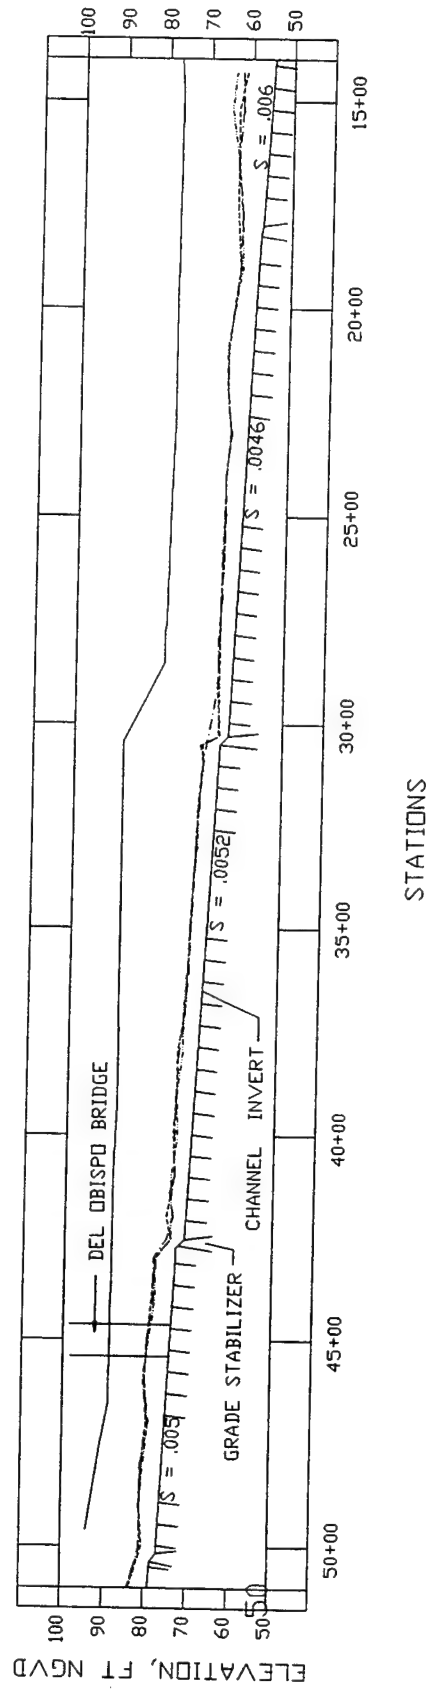 ELEVATION, FT NGVD
100
90
80
70
60
50
50
100
90
80
70
60
50
DEL OBISPO BRIDGE
S = .005
S = .0052
S = .0046
S = .006
GRADE STABILIZER
CHANNEL INVERT
50+00
45+00
40+00
35+00
30+00
25+00
20+00
15+00
STATIONS